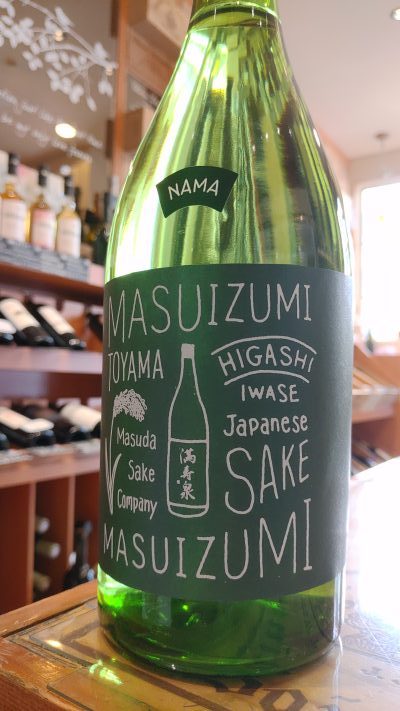 NAMA
MASUIZUMI
TOYAMA
HIGASHI
IWASE
Japanese
SAKE
Masuda
Sake
Company
満寿泉
MASUIZUMI